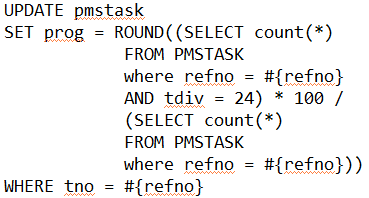 UPDATE pmstask
SET prog = ROUND((SELECT count(*)
FROM PMSTASK
where refno = #{refno}
AND tdiv = 24) * 100 /
(SELECT count(*)
FROM PMSTASK
where refno = #{refno}))
WHERE tno = #{refno}